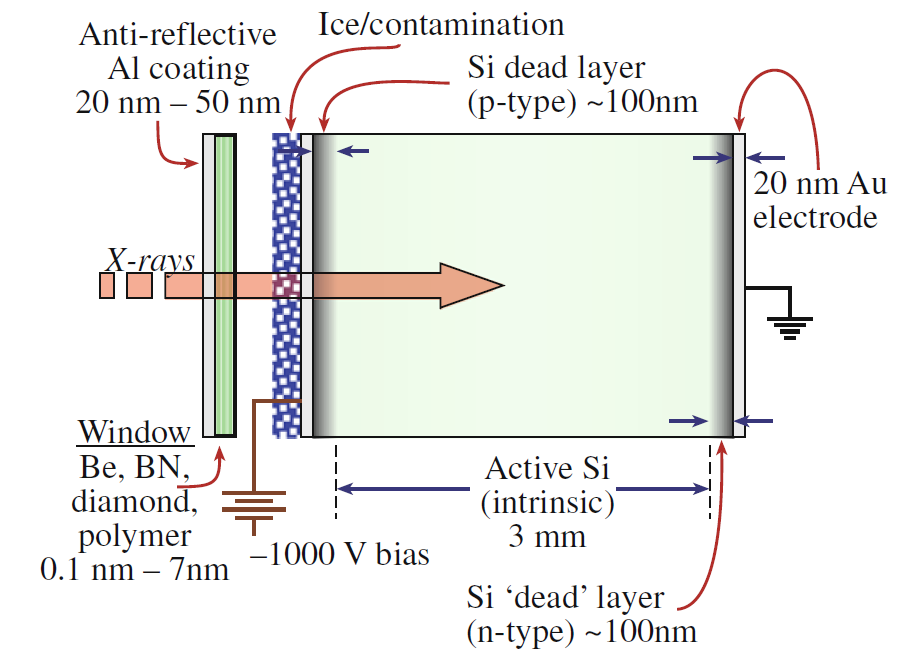 Anti-reflective
Al coating
20 nm – 50 nm
Ice/contamination
Si dead layer
(p-type) ~100nm
20 nm Au
electrode
X-rays
Window
Be, BN,
diamond,
polymer
0.1 nm – 7nm
–1000 V bias
Active Si
(intrinsic)
3 mm
Si ‘dead’ layer
(n-type) ~100nm